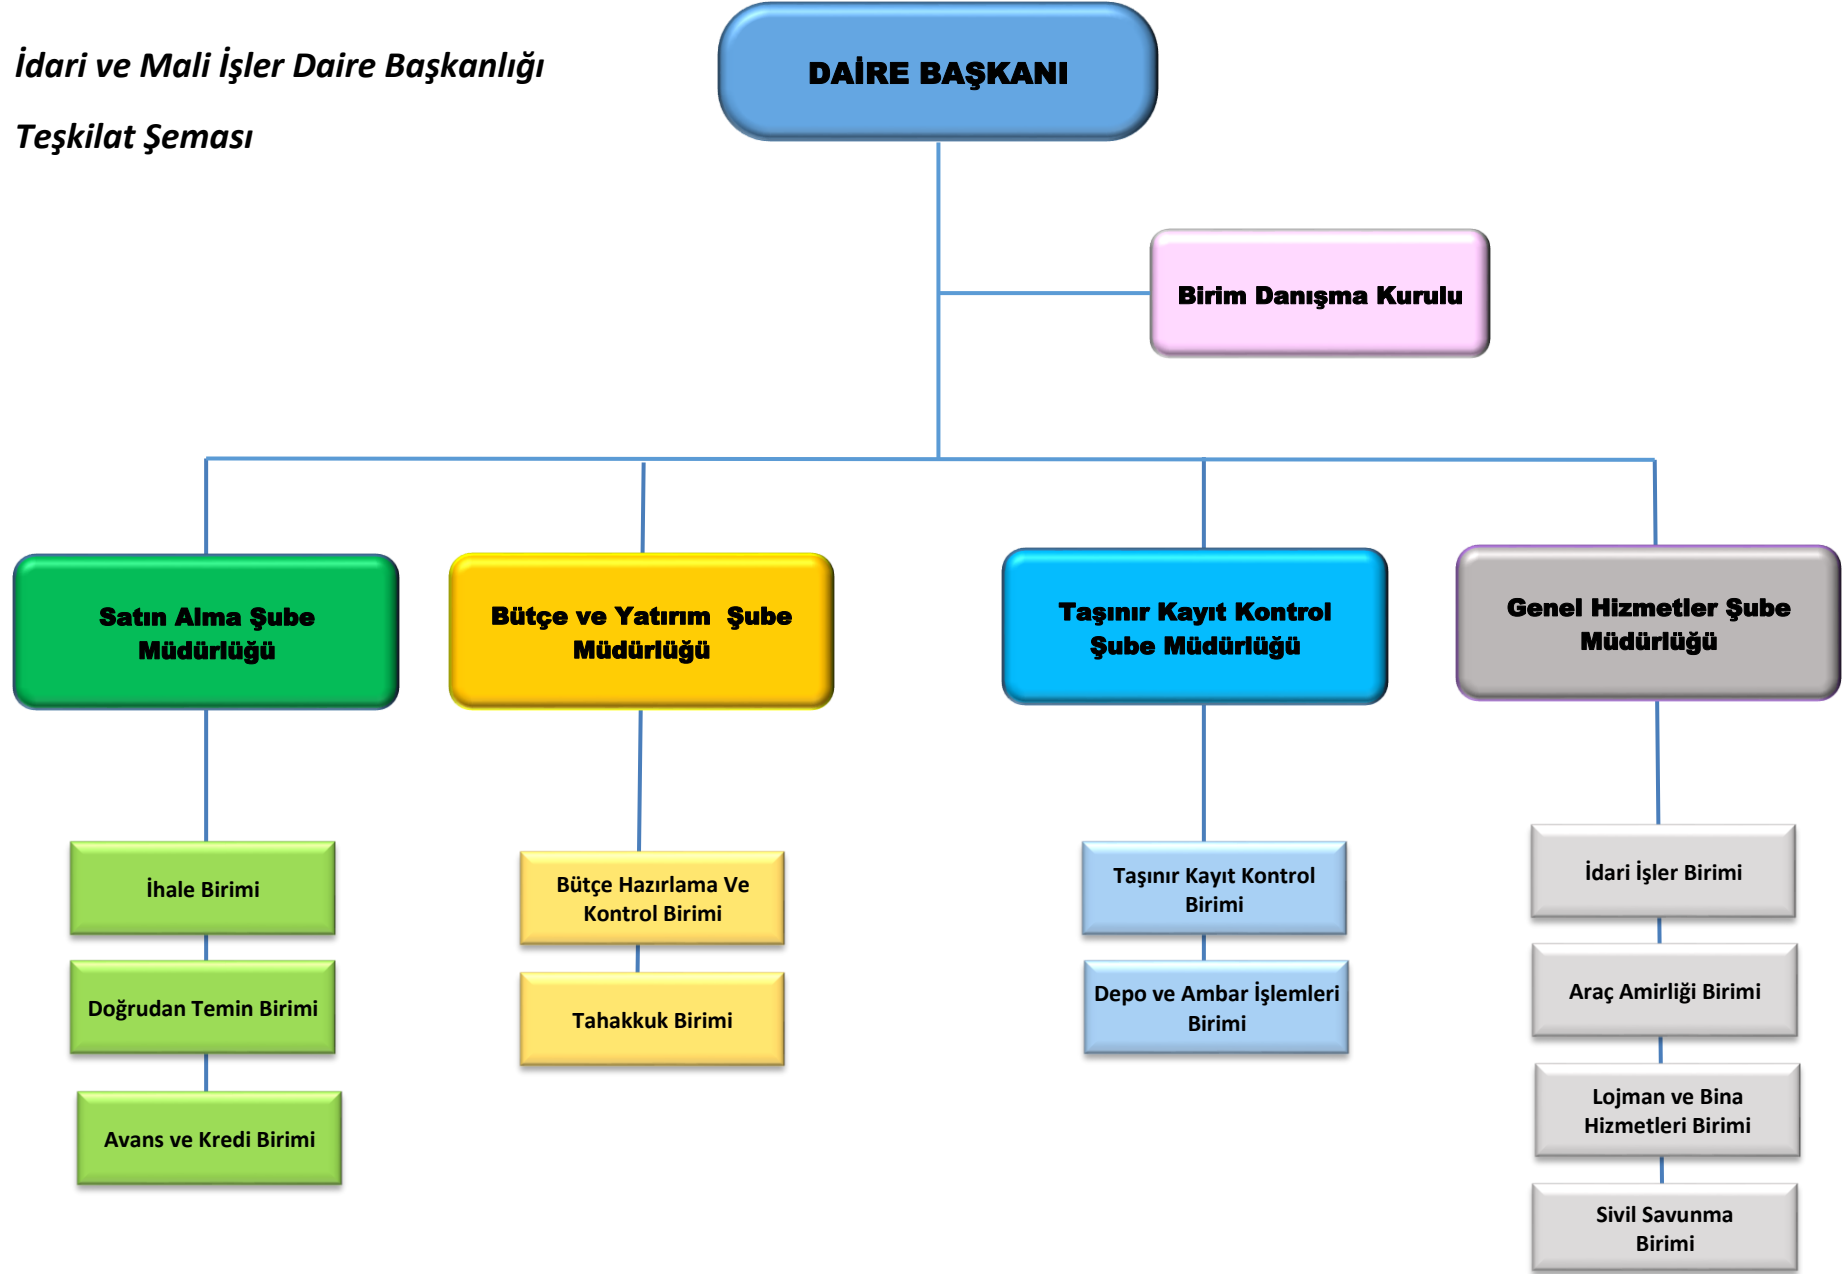 İdari ve Mali İşler Daire Başkanlığı
Teşkilat Şeması
DAİRE BAŞKANI
Birim Danışma Kurulu
Satın Alma Şube
Müdürlüğü
Bütçe ve Yatırım Şube
Müdürlüğü
Taşınır Kayıt Kontrol
Şube Müdürlüğü
Genel Hizmetler Şube
Müdürlüğü
İhale Birimi
Doğrudan Temin Birimi
Avans ve Kredi Birimi
Bütçe Hazırlama Ve
Kontrol Birimi
Tahakkuk Birimi
Taşınır Kayıt Kontrol
Birimi
Depo ve Ambar İşlemleri
Birimi
İdari İşler Birimi
Araç Amirliği Birimi
Lojman ve Bina
Hizmetleri Birimi
Sivil Savunma
Birimi